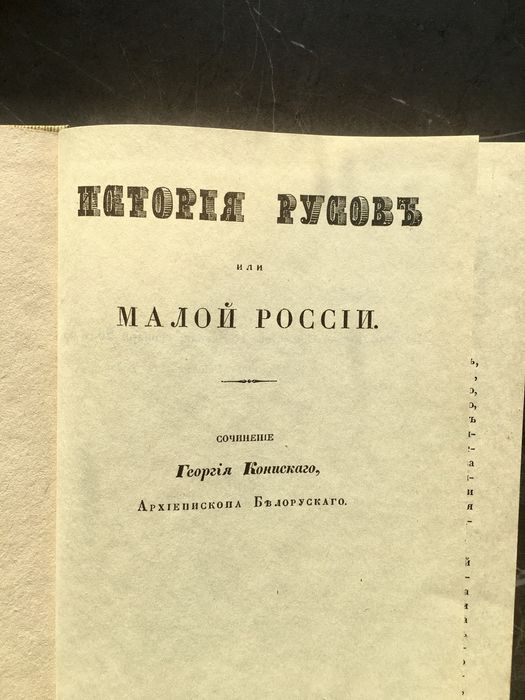 ИСТОРІЯ РУСОВЪ
или
МАЛОЙ РОССІИ.
СОЧИНЕНІЕ
Георгія Конискаго,
Архіепископа Бѣлорускаго.